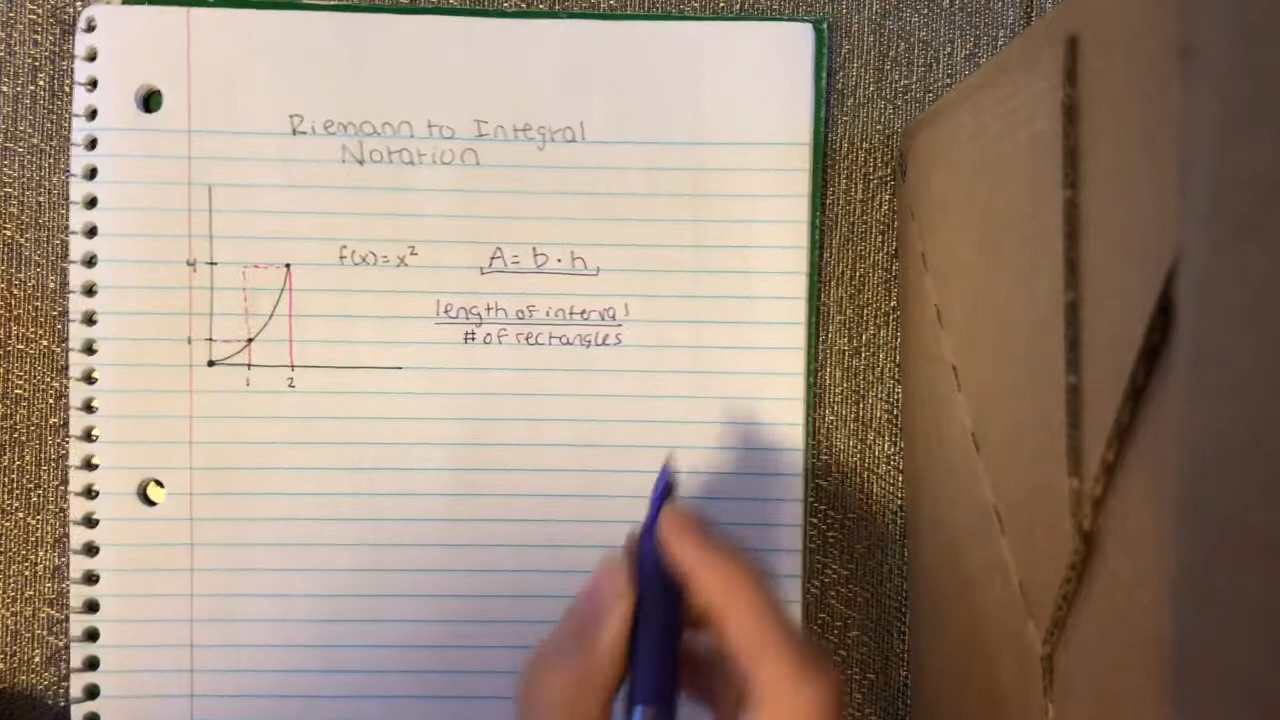 Riemann to Integral
Notation
f(x)=x² A= b·h
length of interval
# of rectangles
4
1
1 2